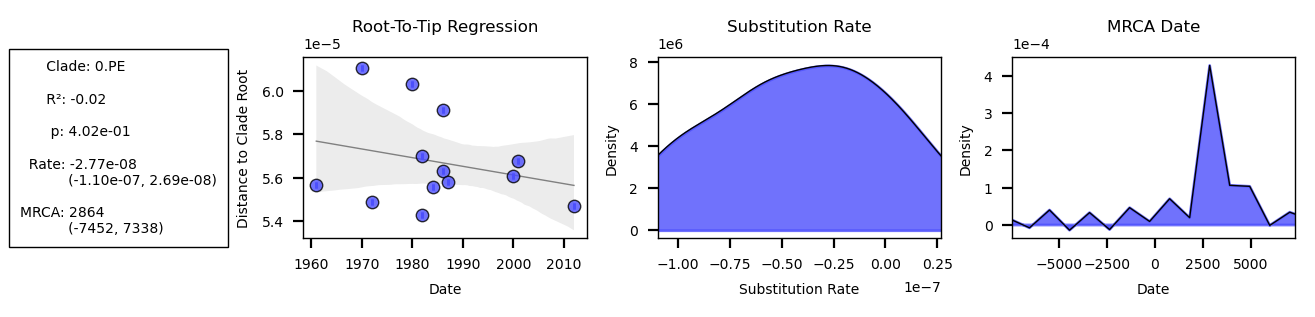 Clade: 0.PE
R²: -0.02
p: 4.02e-01
Rate: -2.77e-08
(-1.10e-07, 2.69e-08)
MRCA: 2864
(-7452, 7338)
Root-To-Tip Regression
1e−5
Distance to Clade Root
6.0
5.8
5.6
5.4
1960 1970 1980 1990 2000 2010
Date
Substitution Rate
1e6
Density
8
6
4
2
0
−1.00 −0.75 −0.50 −0.25 0.00 0.25
1e−7
Substitution Rate
MRCA Date
1e−4
Density
4
3
2
1
0
−5000 −2500 0 2500 5000
Date